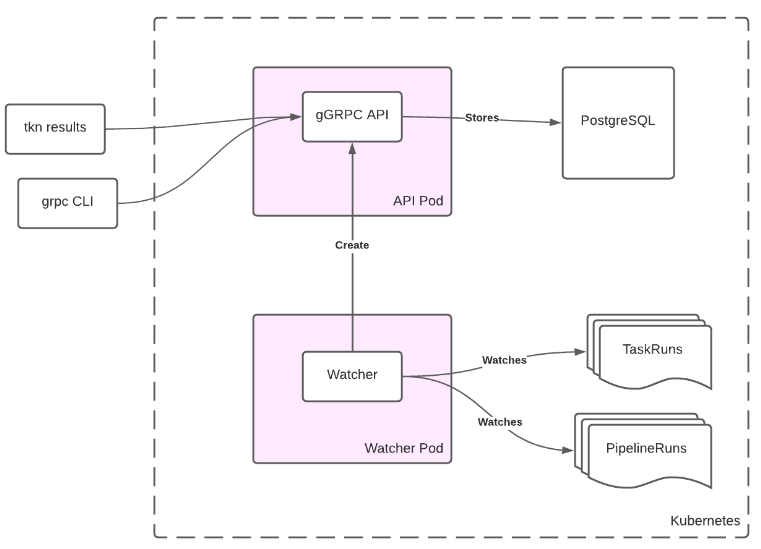 tkn results
grpc CLI
gGRPC API
API Pod
Stores
PostgreSQL
Create
Watcher
Watcher Pod
Watches
TaskRuns
Watches
PipelineRuns
Kubernetes